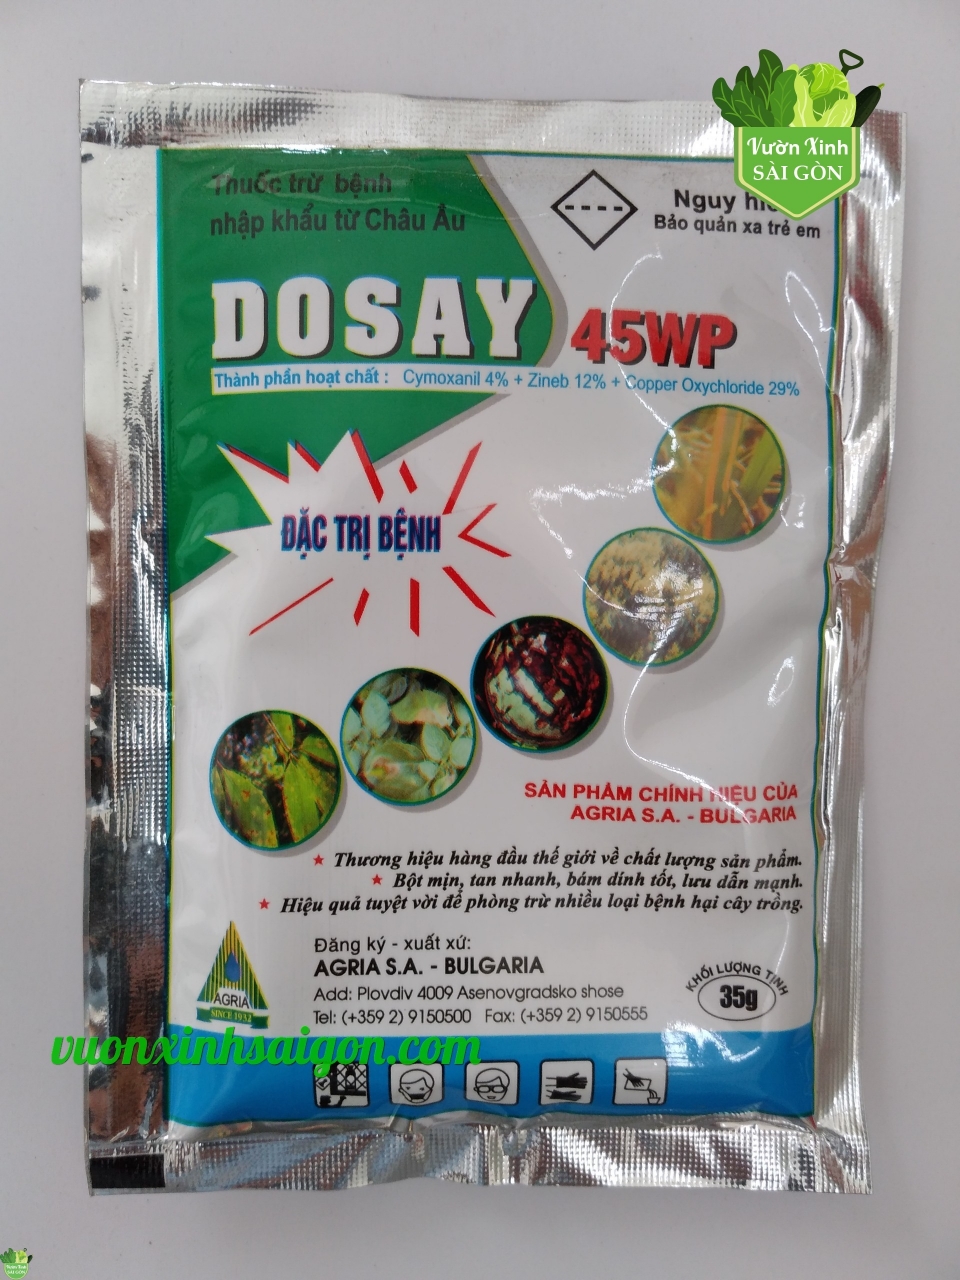 Vườn Xinh
SÀI GÒN
Thuốc trừ bệnh
nhập khẩu từ Châu Âu
Nguy
Bảo quản xa trẻ em
DOSAY 45WP
Thành phần hoạt chất : Cymoxanil 4% + Zineb 12% + Copper Oxychloride 29%
ĐẶC TRỊ BỆNH
SẢN PHẨM CHÍNH HIỆU CỦA
AGRIA S.A. - BULGARIA
★ Thương hiệu hàng đầu thế giới về chất lượng sản phẩm.
★ Bột mịn, tan nhanh, bám dính tốt, lưu dẫn mạnh.
★ Hiệu quả tuyệt vời để phòng trừ nhiều loại bệnh hại cây trồng.
AGRIA
SINCE 1932
Đăng ký - xuất xứ:
AGRIA S.A. - BULGARIA
Add: Plovdiv 4009 Asenovgradsko shose
Tel: (+359 2) 9150500 Fax: (+359 2) 9150555
KHỐI LƯỢNG TỊNH
35g
vuonxinhsaigon.com
Vườn Xinh
SÀI GÒN